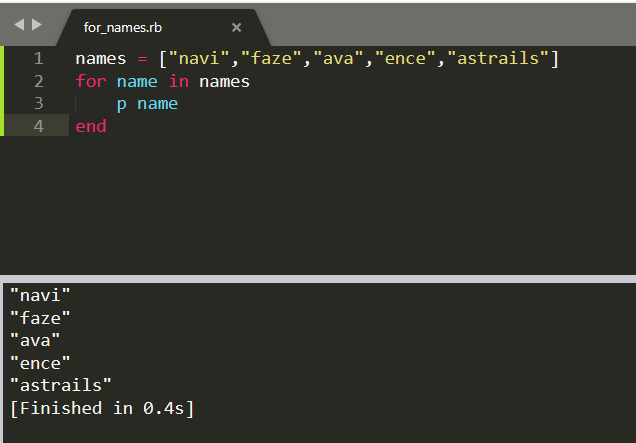 for_names.rb
1 names = ["navi","faze","ava","ence","astrails"]
2 for name in names
3     p name
4 end
"navi"
"faze"
"ava"
"ence"
"astrails"
[Finished in 0.4s]